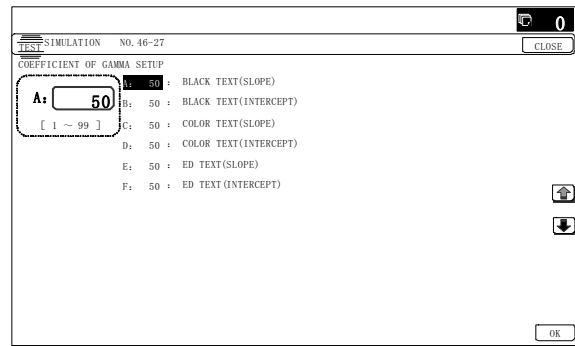 0
TEST SIMULATION NO.46-27
CLOSE
COEFFICIENT OF GAMMA SETUP
A: 50
[ 1 ~ 99 ]
A: 50 : BLACK TEXT(SLOPE)
B: 50 : BLACK TEXT(INTERCEPT)
C: 50 : COLOR TEXT(SLOPE)
D: 50 : COLOR TEXT(INTERCEPT)
E: 50 : ED TEXT(SLOPE)
F: 50 : ED TEXT(INTERCEPT)
OK